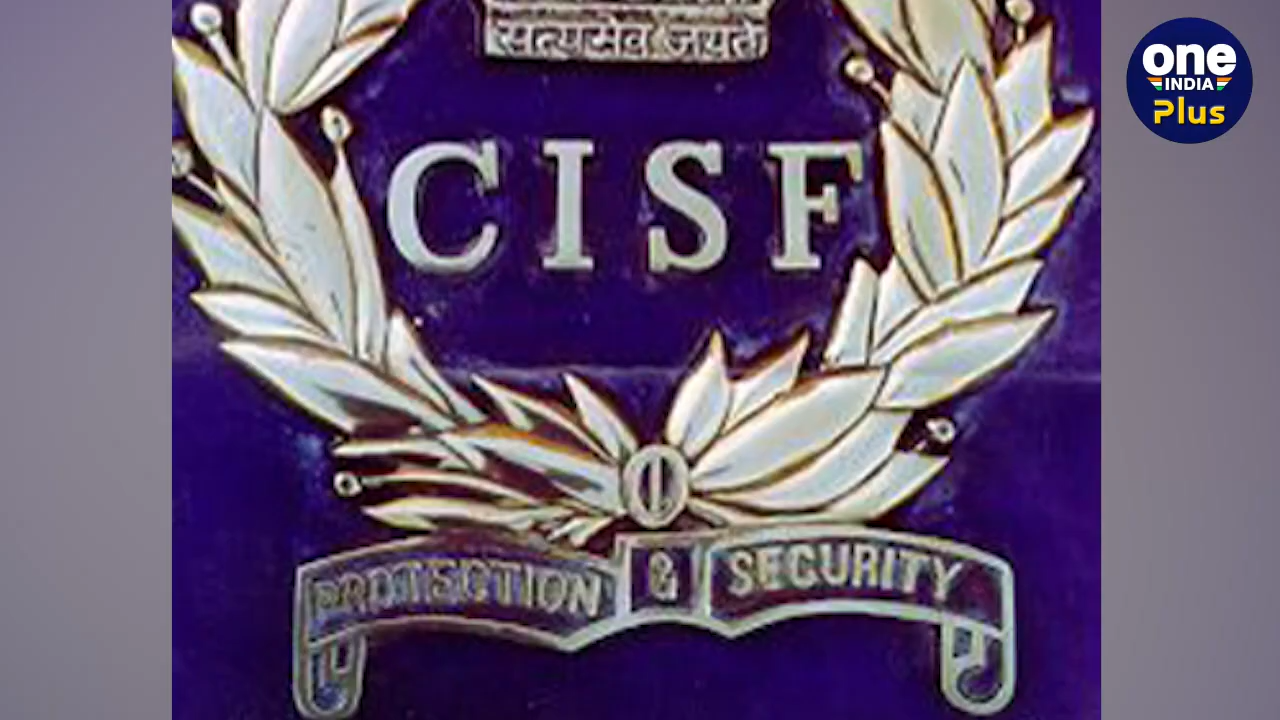 सत्यमेव जयते
one
INDIA
Plus
CISF
PROTECTION & SECURITY